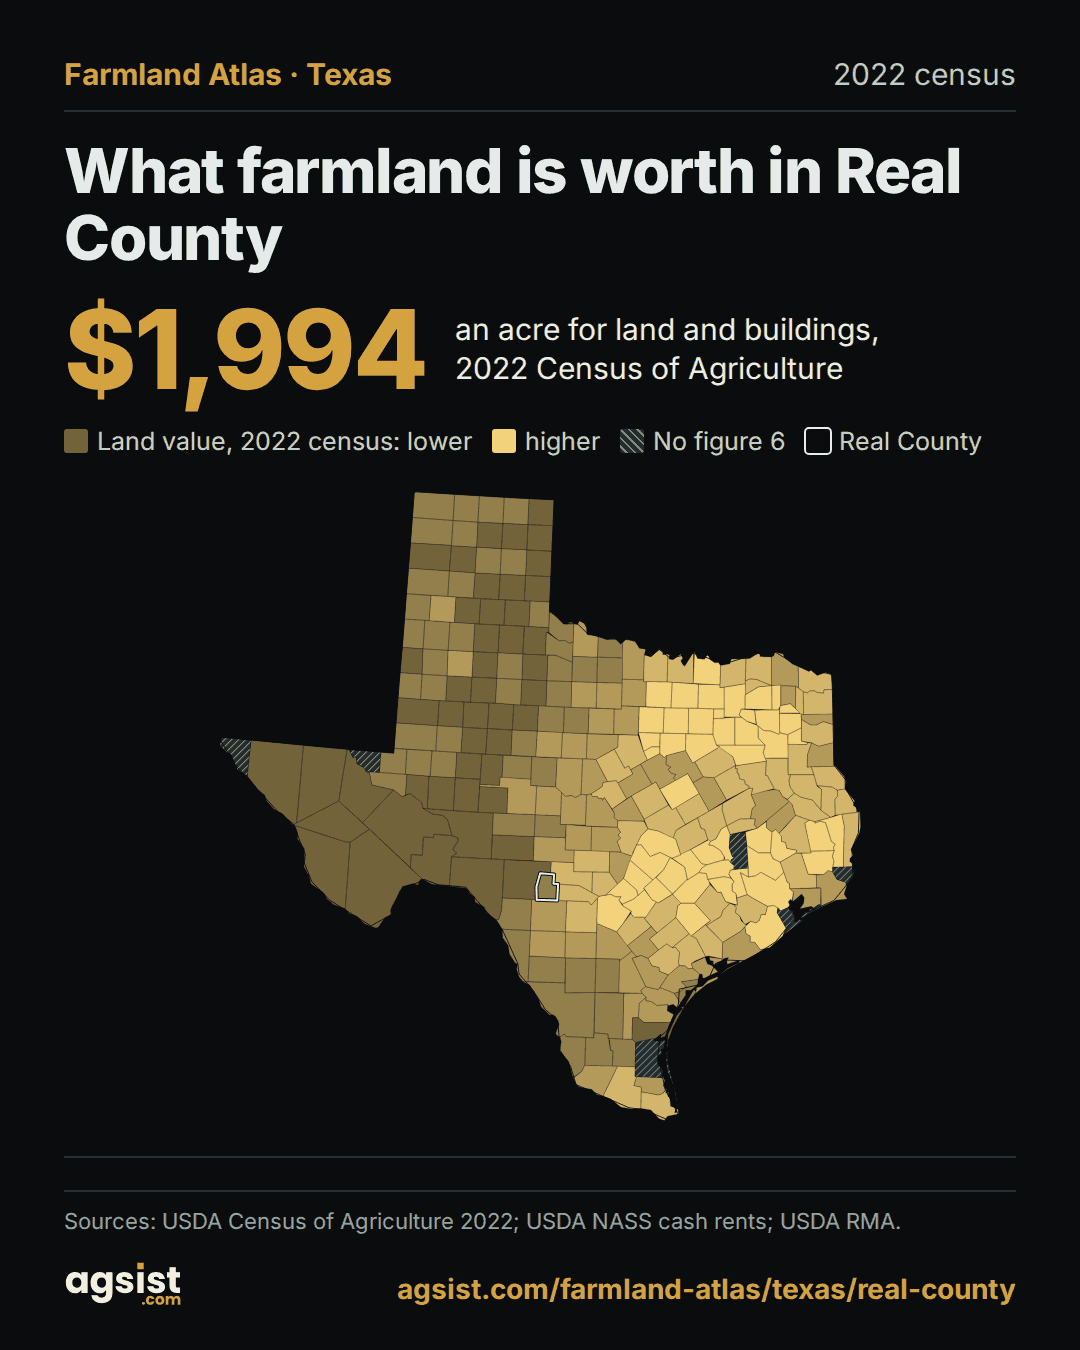 Farmland Atlas · Texas
2022 census
What farmland is worth in Real
County
$1,994
an acre for land and buildings,
2022 Census of Agriculture
Land value, 2022 census: lower
higher
No figure 6
Real County
Sources: USDA Census of Agriculture 2022; USDA NASS cash rents; USDA RMA.
agsist
.com
agsist.com/farmland-atlas/texas/real-county